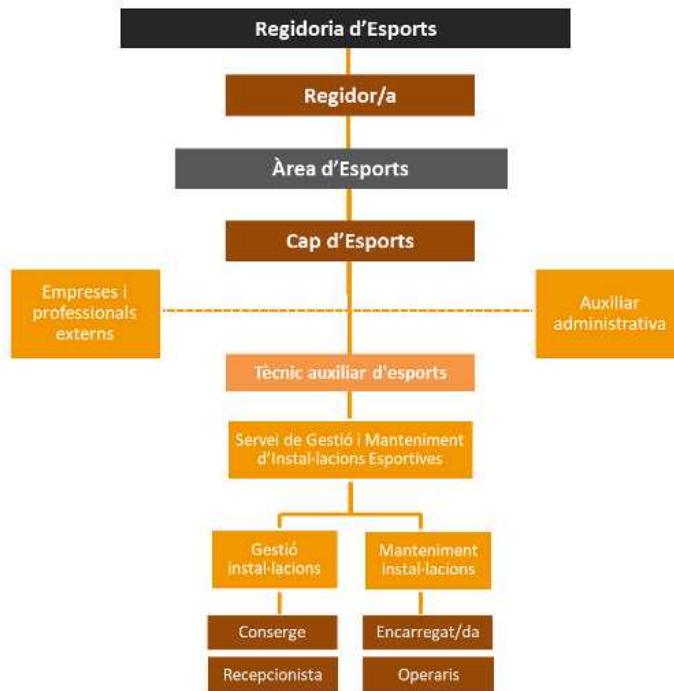 Regidoria d'Esports
Regidor/a
Àrea d'Esports
Cap d'Esports
Empreses i
professionals
externs
Auxiliar
administrativa
Tècnic auxiliar d'esports
Servei de Gestió i Manteniment
d'Instal·lacions Esportives
Gestió
instal·lacions
Manteniment
instal·lacions
Conserge
Encarregat/da
Recepcionista
Operaris